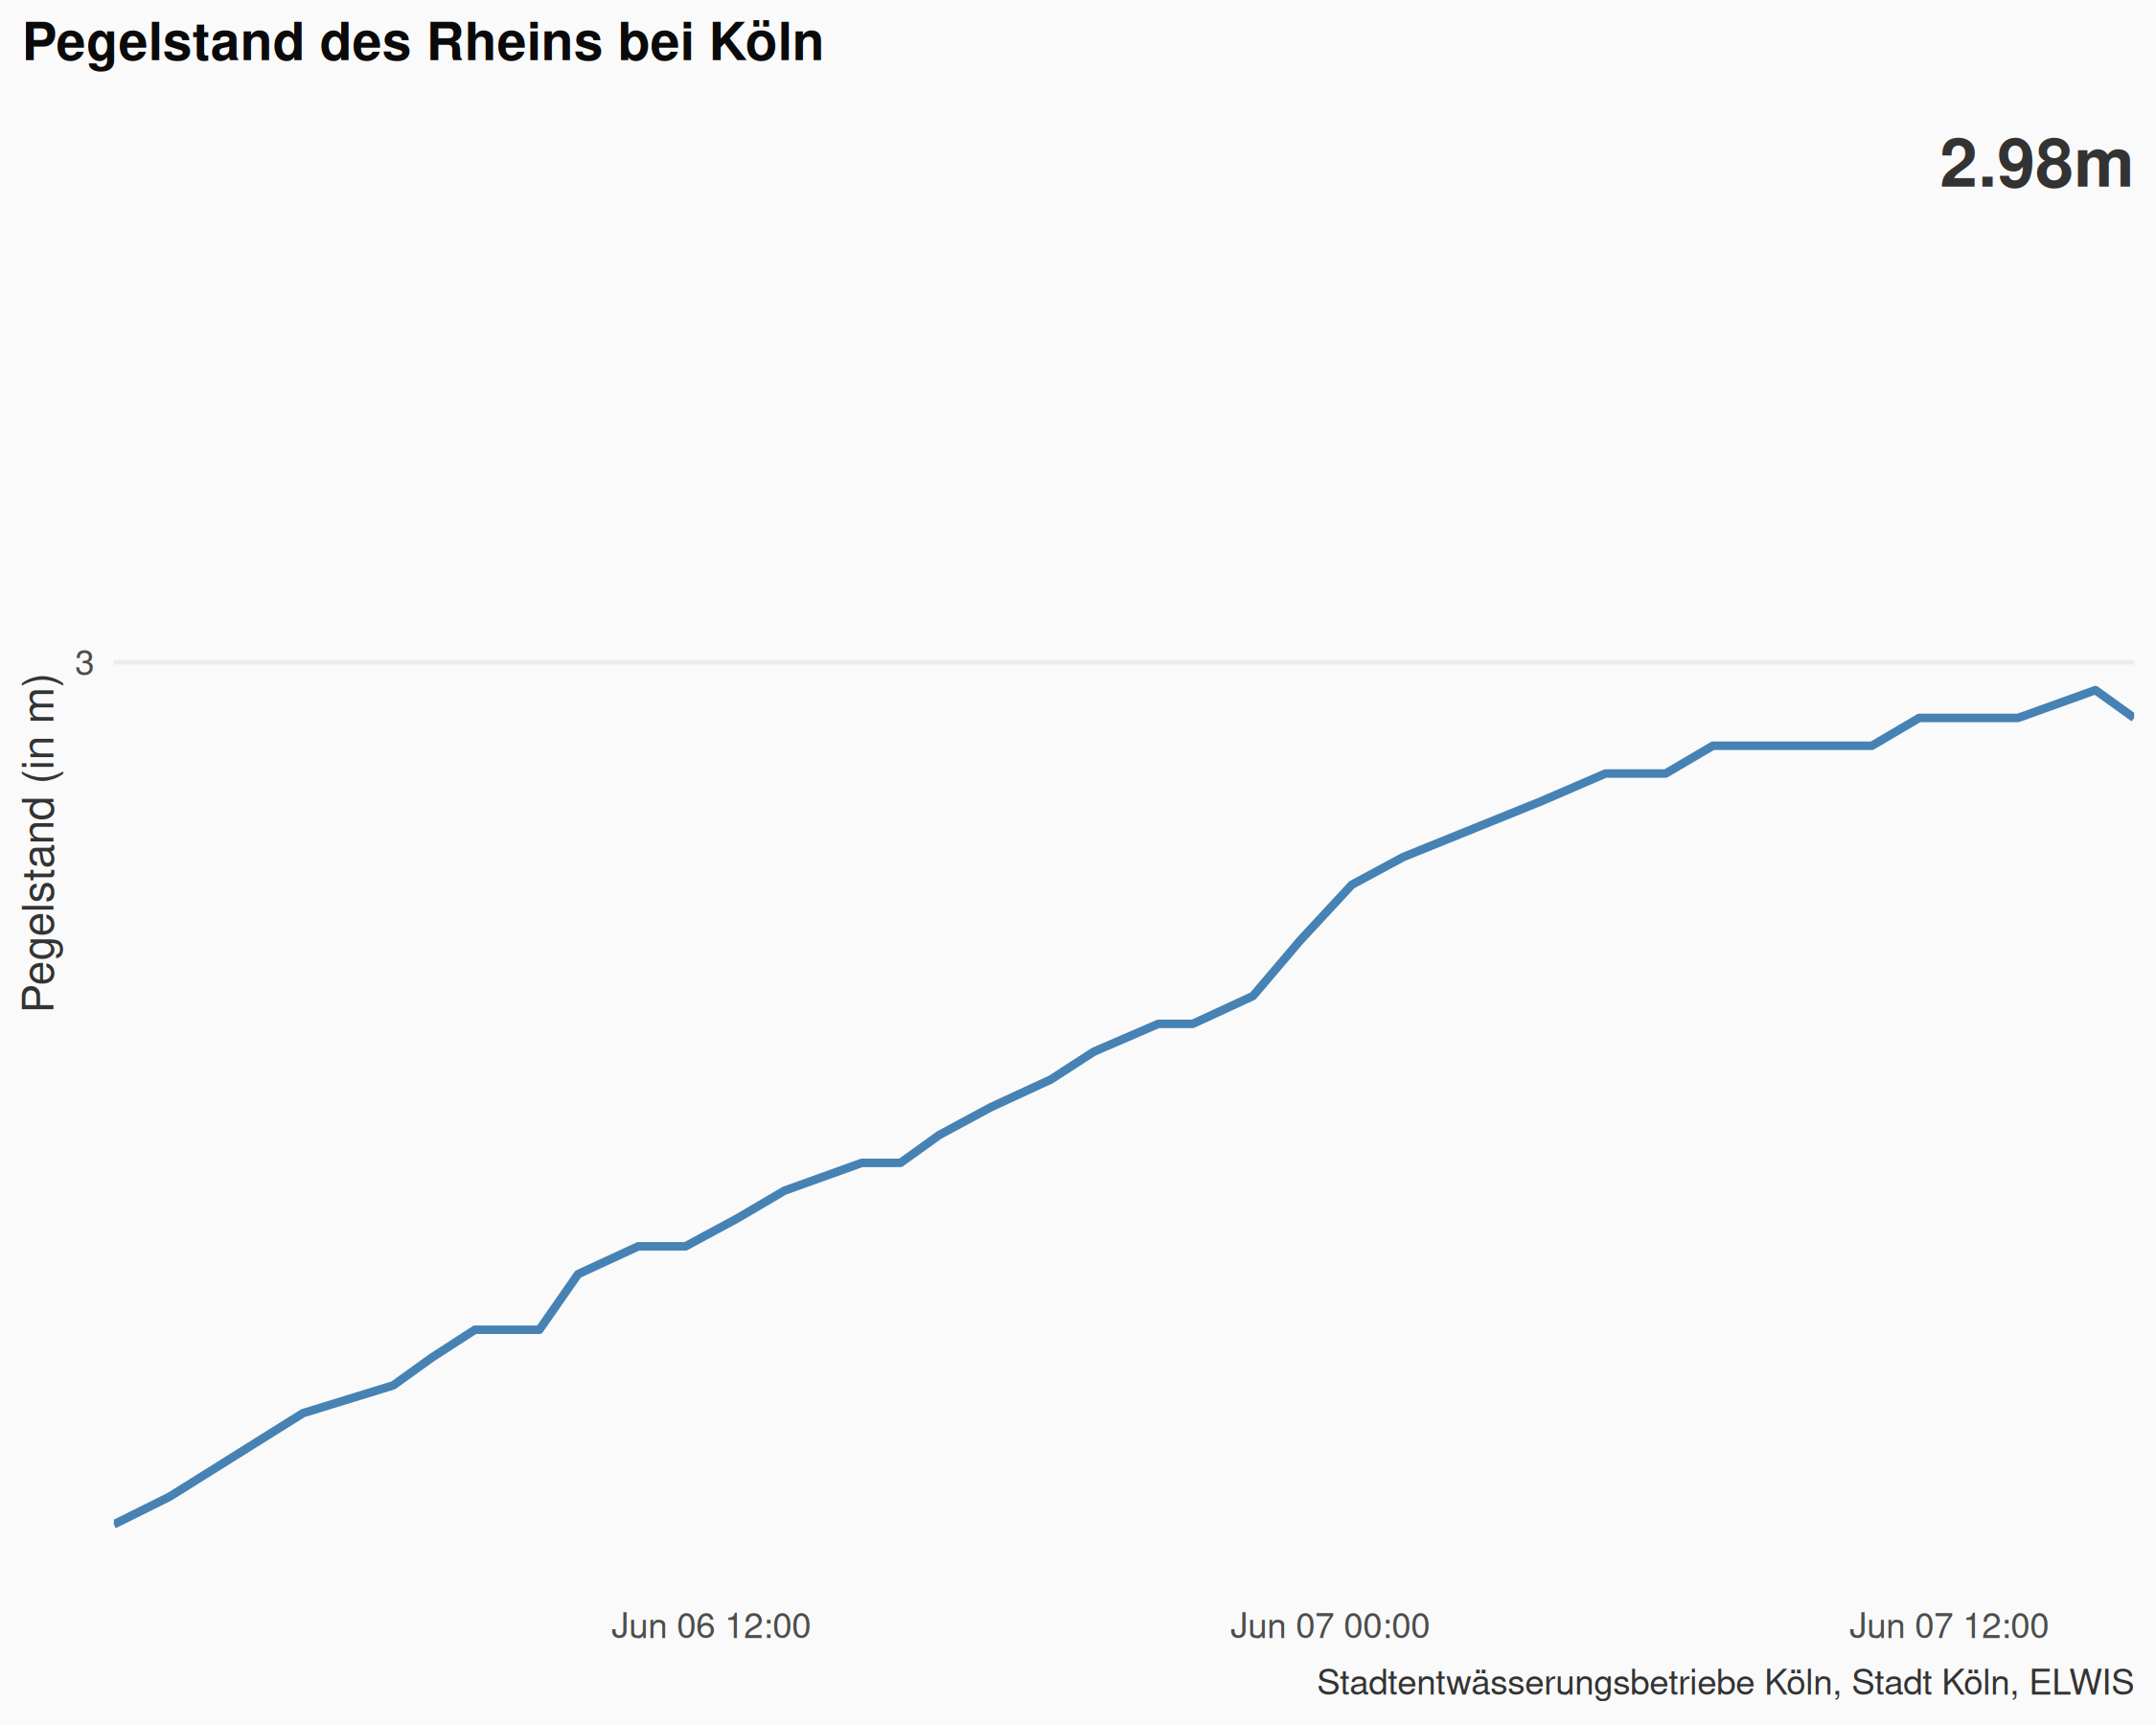 Pegelstand des Rheins bei Köln
2.98m
3
Pegelstand (in m)
Jun 06 12:00
Jun 07 00:00
Jun 07 12:00
Stadtentwässerungsbetriebe Köln, Stadt Köln, ELWIS